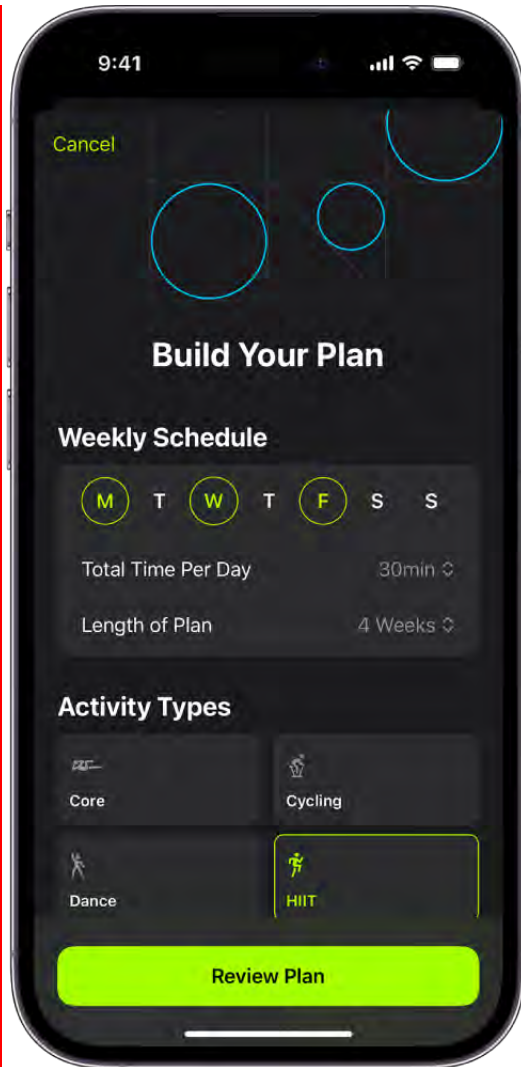 9:41
Cancel
Build Your Plan
Weekly Schedule
M T W T F S S
Total Time Per Day 30min
Length of Plan 4 Weeks
Activity Types
Core Cycling
Dance HIIT
Review Plan